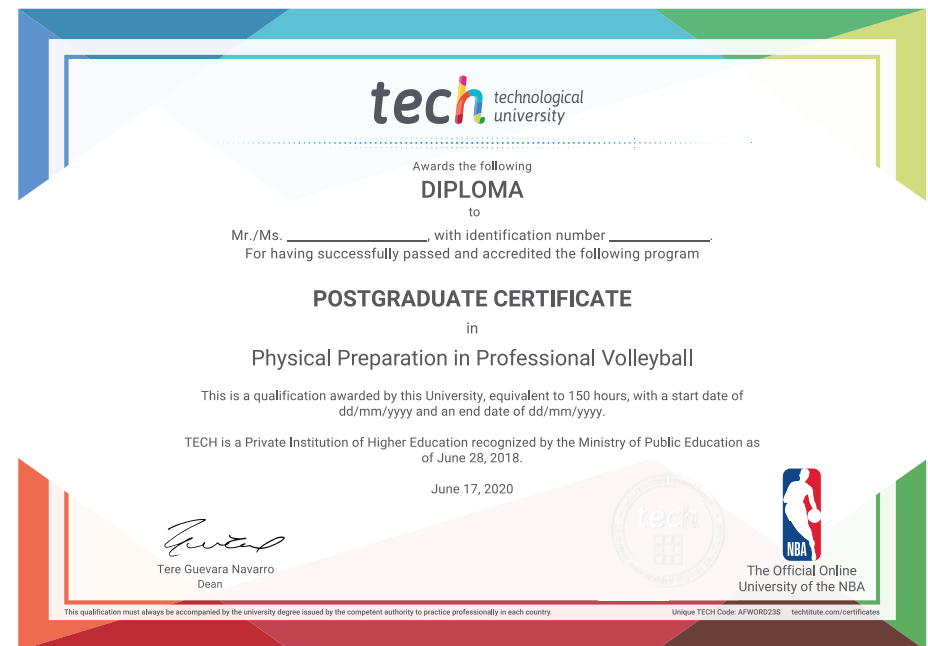 tech technological
university
Awards the following
DIPLOMA
to
Mr./Ms. ____________________, with identification number ______________.
For having successfully passed and accredited the following program
POSTGRADUATE CERTIFICATE
in
Physical Preparation in Professional Volleyball
This is a qualification awarded by this University, equivalent to 150 hours, with a start date of
dd/mm/yyyy and an end date of dd/mm/yyyy.
TECH is a Private Institution of Higher Education recognized by the Ministry of Public Education as
of June 28, 2018.
June 17, 2020
tech
NBA
Tere Guevara Navarro
Dean
The Official Online
University of the NBA
This qualification must always be accompanied by the university degree issued by the competent authority to practice professionally in each country.
Unique TECH Code: AFWORD23S techtitute.com/certificates